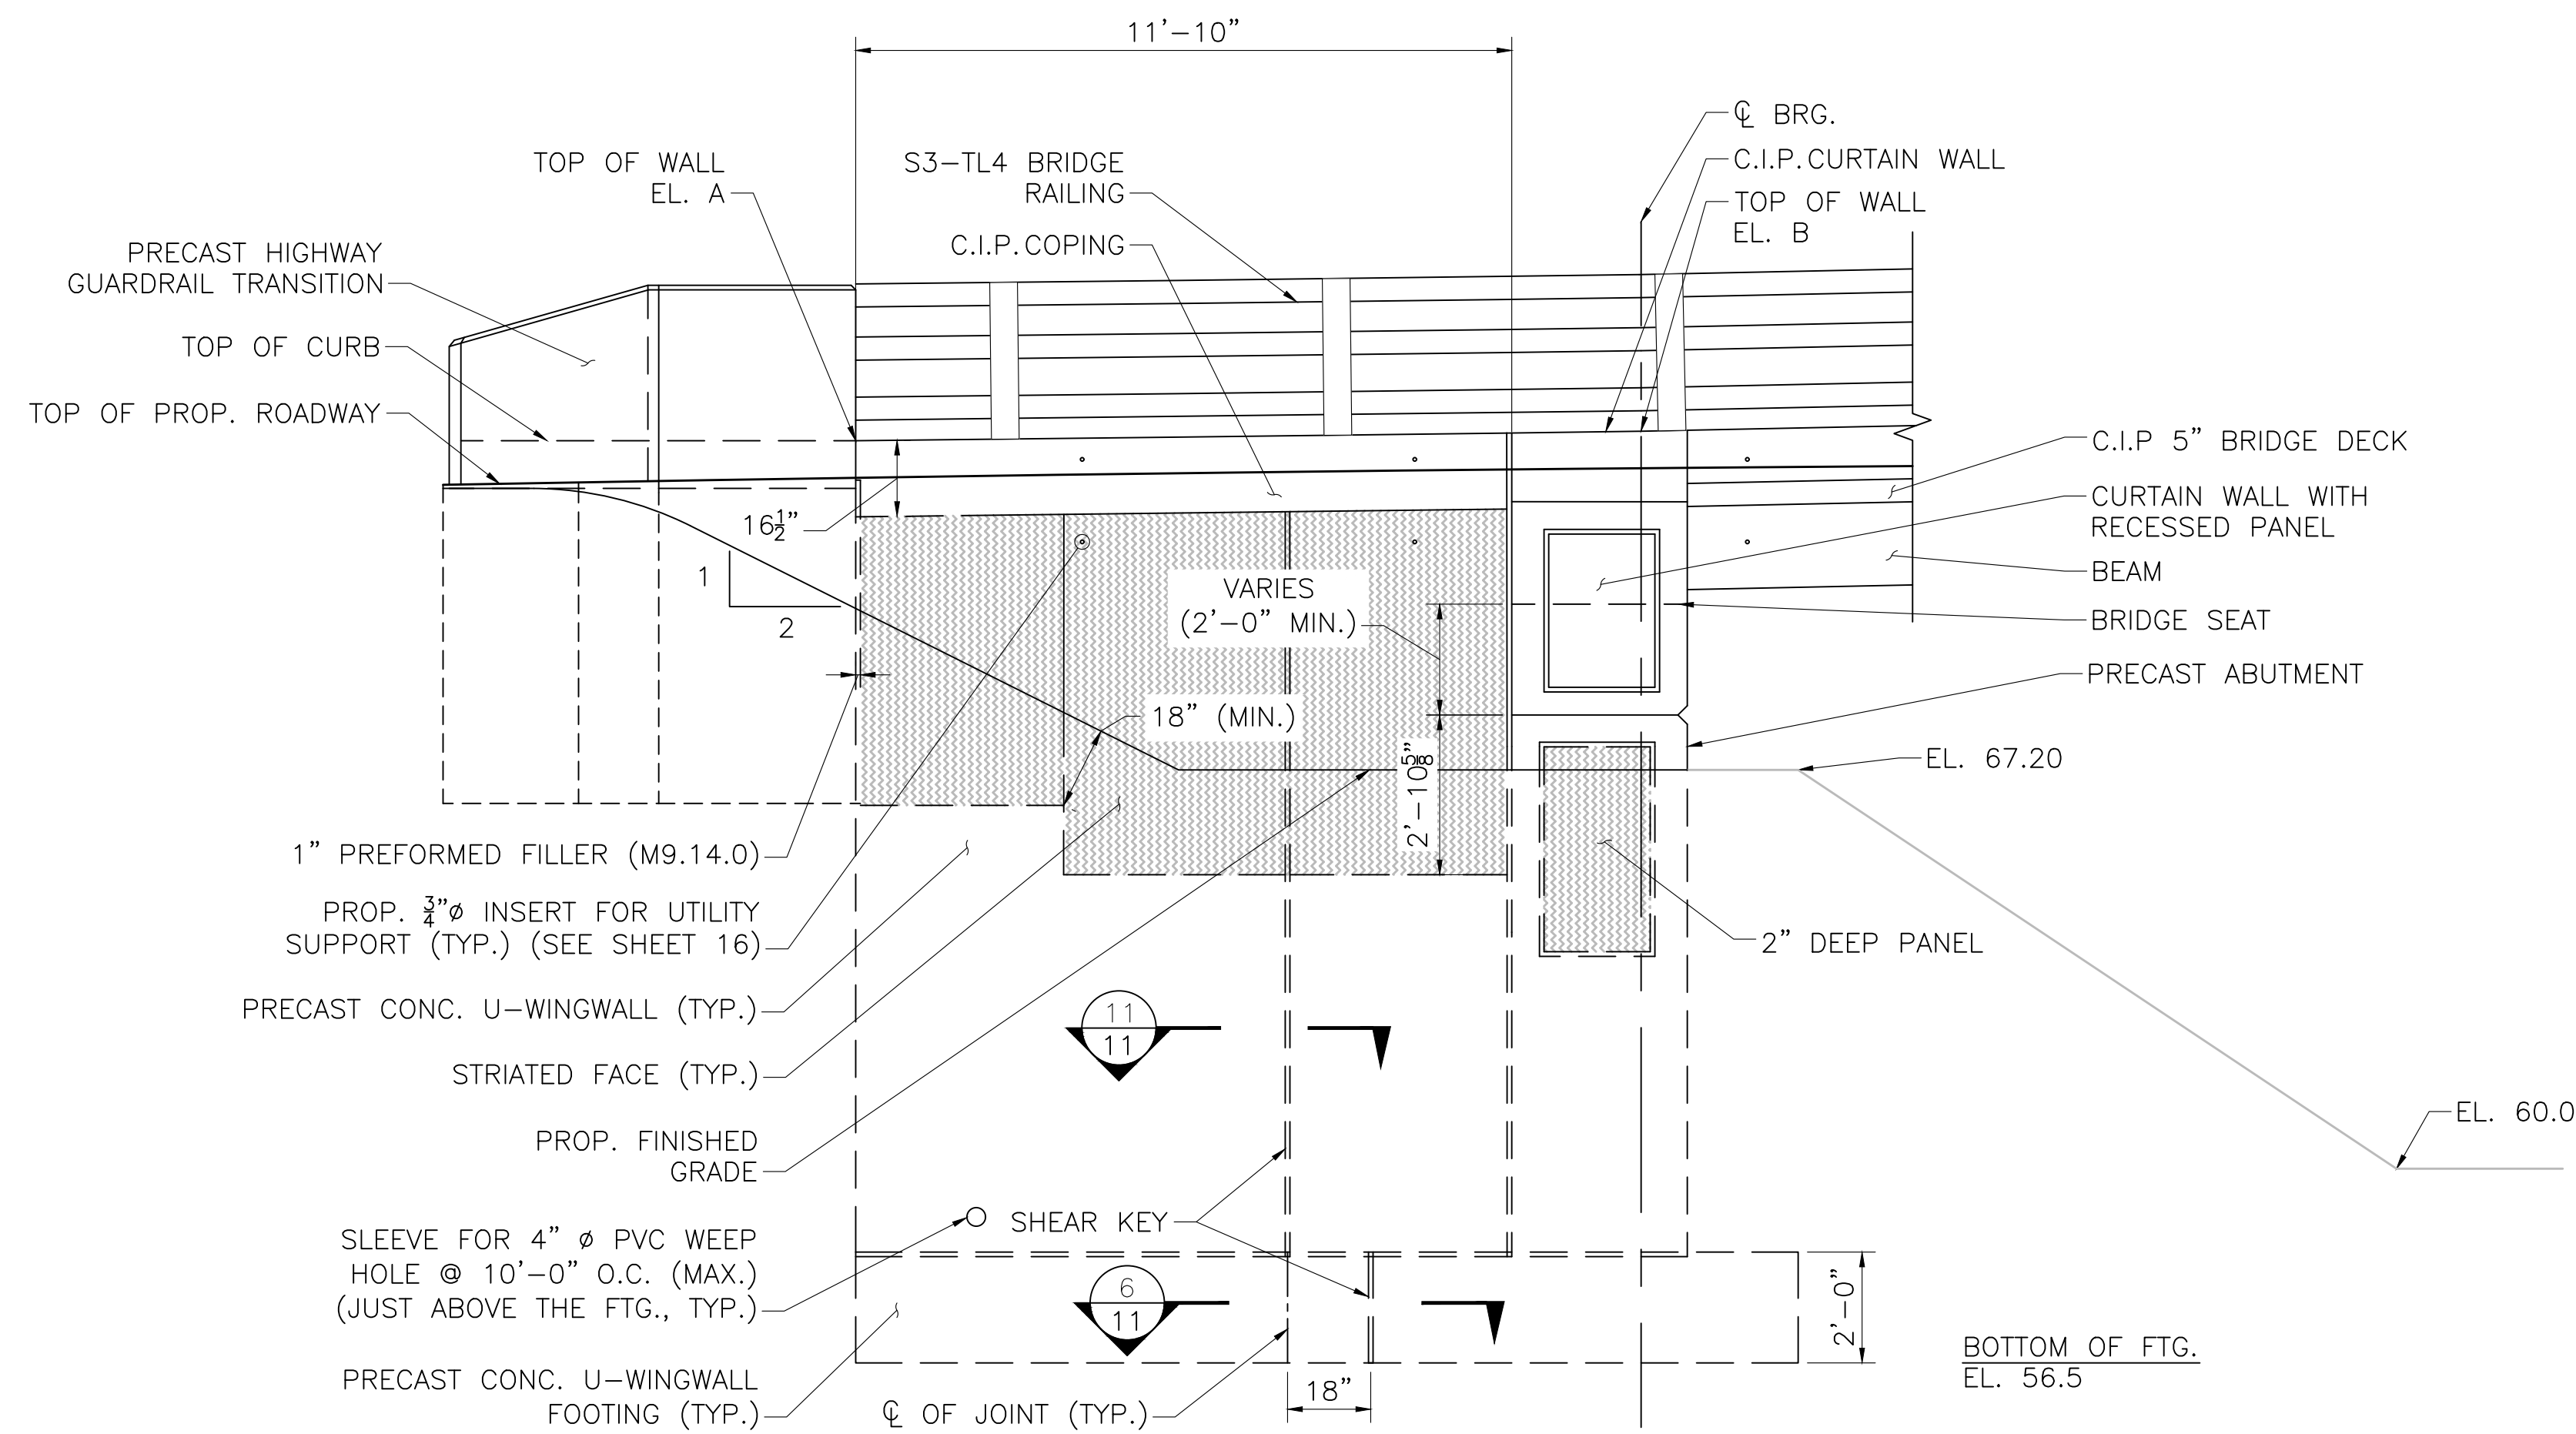 11'-10"
℄ BRG.
C.I.P. CURTAIN WALL
TOP OF WALL
EL. B
TOP OF WALL
EL. A
S3-TL4 BRIDGE
RAILING
C.I.P. COPING
PRECAST HIGHWAY
GUARDRAIL TRANSITION
TOP OF CURB
TOP OF PROP. ROADWAY
C.I.P 5" BRIDGE DECK
CURTAIN WALL WITH
RECESSED PANEL
BEAM
BRIDGE SEAT
PRECAST ABUTMENT
16½"
1
2
VARIES
(2'-0" MIN.)
18" (MIN.)
2'-10⅝"
EL. 67.20
1" PREFORMED FILLER (M9.14.0)
PROP. ¾"ø INSERT FOR UTILITY
SUPPORT (TYP.) (SEE SHEET 16)
2" DEEP PANEL
PRECAST CONC. U-WINGWALL (TYP.)
11
11
STRIATED FACE (TYP.)
EL. 60.0
PROP. FINISHED
GRADE
SHEAR KEY
SLEEVE FOR 4" ø PVC WEEP
HOLE @ 10'-0" O.C. (MAX.)
(JUST ABOVE THE FTG., TYP.)
6
11
2'-0"
BOTTOM OF FTG.
EL. 56.5
PRECAST CONC. U-WINGWALL
FOOTING (TYP.)
℄ OF JOINT (TYP.)
18"